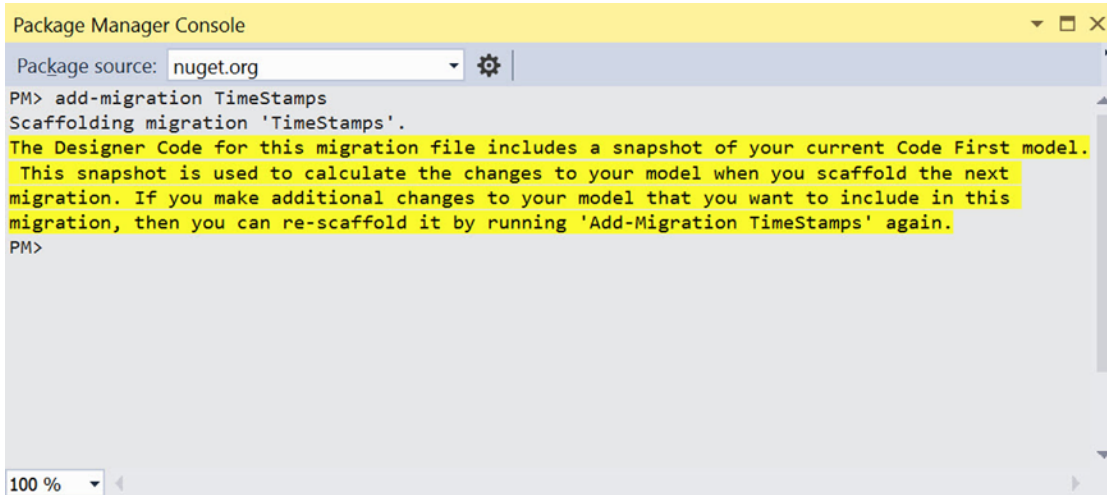 Package Manager Console
Package source: nuget.org
PM> add-migration TimeStamps
Scaffolding migration 'TimeStamps'.
The Designer Code for this migration file includes a snapshot of your current Code First model.
This snapshot is used to calculate the changes to your model when you scaffold the next
migration. If you make additional changes to your model that you want to include in this
migration, then you can re-scaffold it by running 'Add-Migration TimeStamps' again.
PM>
100 %